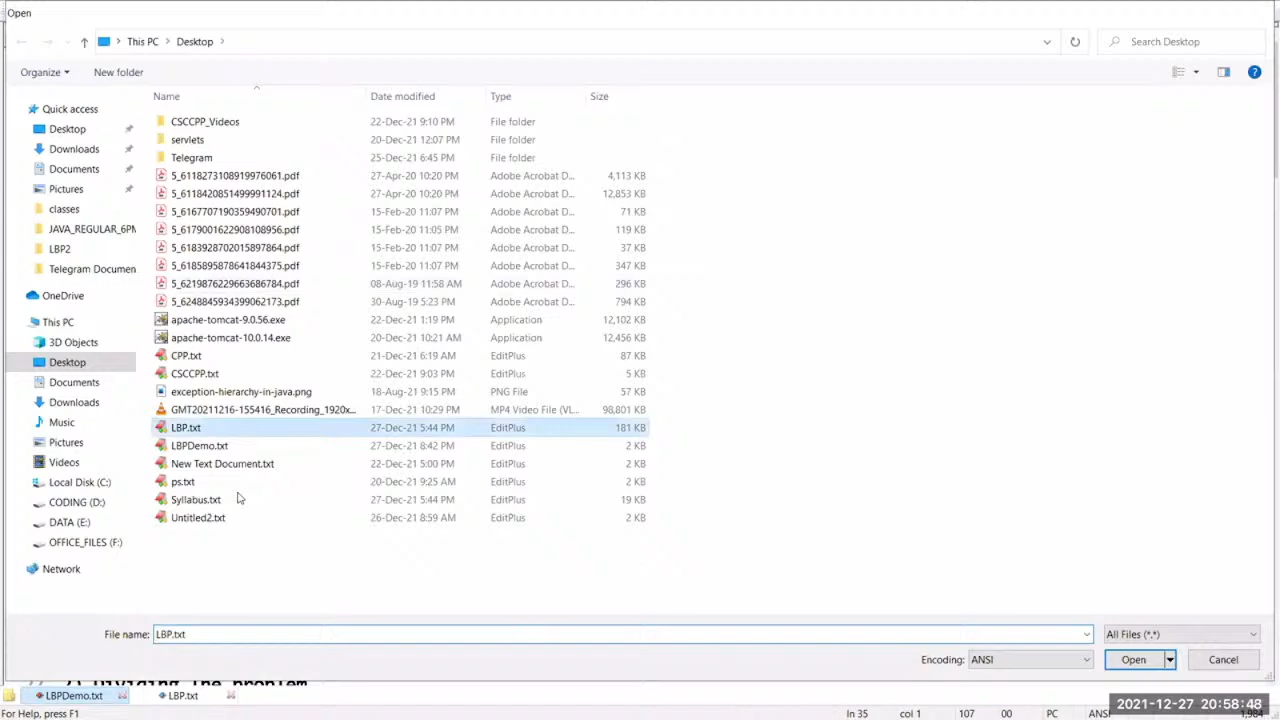 Open
This PC > Desktop >
Search Desktop
Organize
New folder
Name
Date modified
Type
Size
Quick access
Desktop
Downloads
Documents
Pictures
classes
JAVA_REGULAR_6PM
LBP2
Telegram Documen
OneDrive
This PC
3D Objects
Desktop
Documents
Downloads
Music
Pictures
Videos
Local Disk (C:)
CODING (D:)
DATA (E:)
OFFICE_FILES (F:)
Network
CSCCPP_Videos 22-Dec-21 9:10 PM File folder
servlets 20-Dec-21 12:07 PM File folder
Telegram 25-Dec-21 6:45 PM File folder
5_6118273108919976061.pdf 27-Apr-20 10:20 PM Adobe Acrobat D... 4,113 KB
5_6118420851499991124.pdf 27-Apr-20 10:20 PM Adobe Acrobat D... 12,853 KB
5_6167707190359490701.pdf 15-Feb-20 11:07 PM Adobe Acrobat D... 71 KB
5_6179001622908108956.pdf 15-Feb-20 11:07 PM Adobe Acrobat D... 119 KB
5_6183928702015897864.pdf 15-Feb-20 11:07 PM Adobe Acrobat D... 37 KB
5_6185895878641844375.pdf 15-Feb-20 11:07 PM Adobe Acrobat D... 347 KB
5_6219876229663686784.pdf 08-Aug-19 11:58 AM Adobe Acrobat D... 296 KB
5_6248845934399062173.pdf 30-Aug-19 5:23 PM Adobe Acrobat D... 794 KB
apache-tomcat-9.0.56.exe 22-Dec-21 1:19 PM Application 12,102 KB
apache-tomcat-10.0.14.exe 20-Dec-21 10:21 AM Application 12,456 KB
CPP.txt 21-Dec-21 6:19 AM EditPlus 87 KB
CSCCPP.txt 22-Dec-21 9:03 PM EditPlus 5 KB
exception-hierarchy-in-java.png 18-Aug-21 9:15 PM PNG File 57 KB
GMT20211216-155416_Recording_1920x... 17-Dec-21 10:29 PM MP4 Video File (VL... 98,801 KB
LBP.txt 27-Dec-21 5:44 PM EditPlus 181 KB
LBPDemo.txt 27-Dec-21 8:42 PM EditPlus 2 KB
New Text Document.txt 22-Dec-21 5:00 PM EditPlus 2 KB
ps.txt 20-Dec-21 9:25 AM EditPlus 2 KB
Syllabus.txt 27-Dec-21 5:44 PM EditPlus 19 KB
Untitled2.txt 26-Dec-21 8:59 AM EditPlus 2 KB
File name: LBP.txt
All Files (*.*)
Encoding: ANSI
Open
Cancel
LBPDemo.txt
LBP.txt
For Help, press F1
ln 35 col 1 107 00 PC
2021-12-27 20:58:48